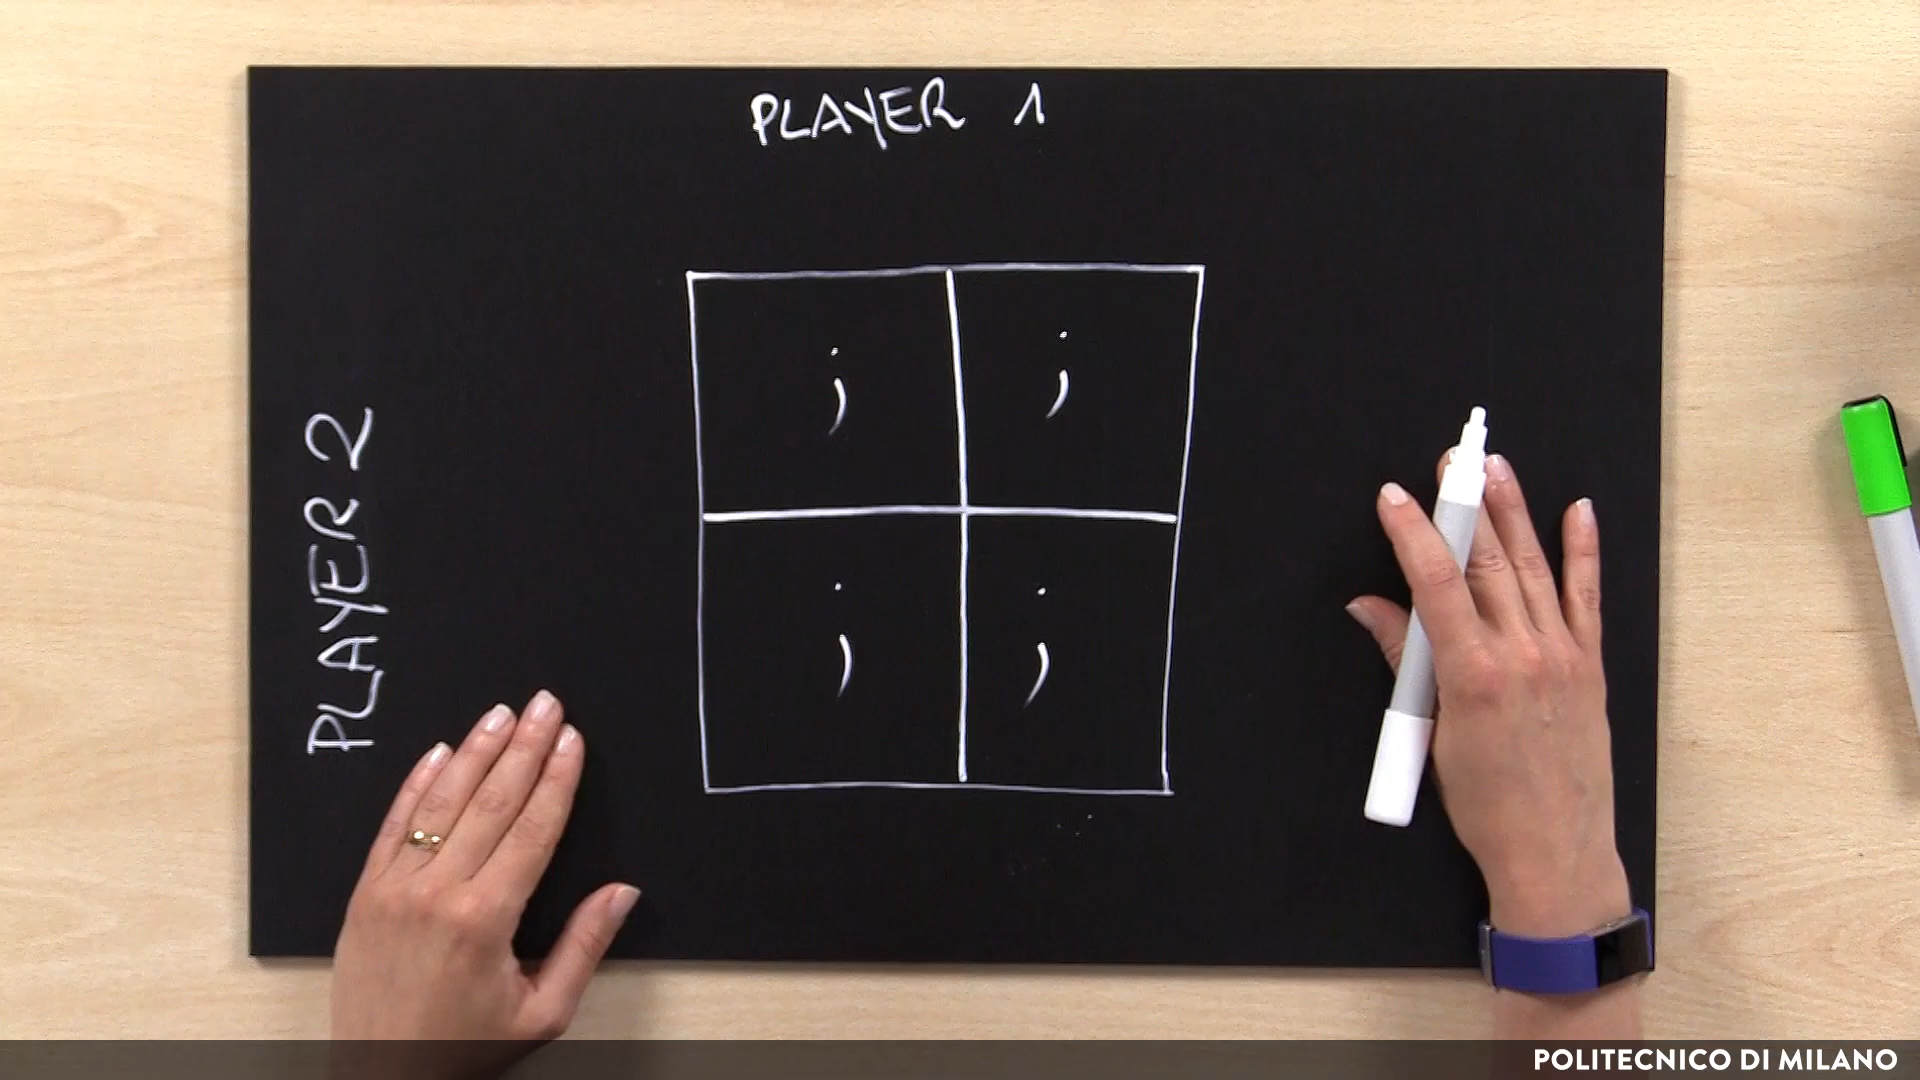 PLAYER 1
PLAYER 2
; ;
; ;
POLITECNICO DI MILANO